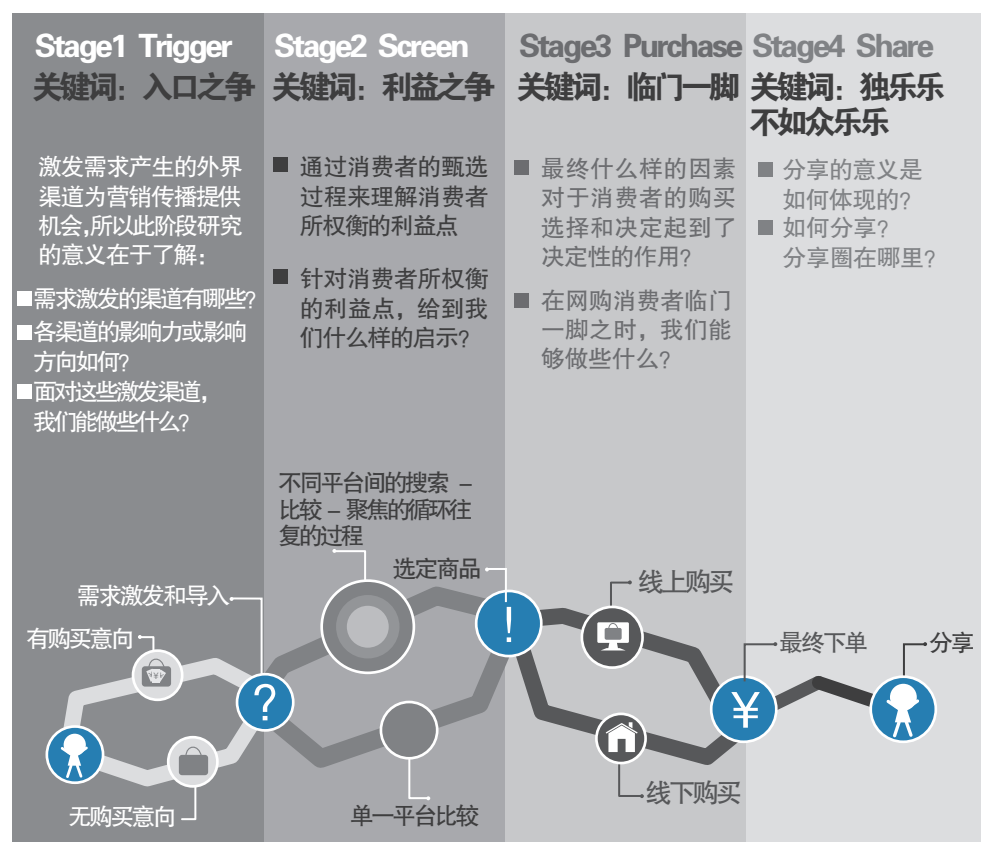 Stage1 Trigger
关键词：入口之争
激发需求产生的外界
渠道为营销传播提供
机会,所以此阶段研究
的意义在于了解：
需求激发的渠道有哪些?
各渠道的影响力或影响
方向如何?
面对这些激发渠道，
我们能做些什么?
Stage2 Screen
关键词：利益之争
通过消费者的甄选
过程来理解消费者
所权衡的利益点
针对消费者所权衡
的利益点，给到我
们什么样的启示?
Stage3 Purchase
关键词：临门一脚
最终什么样的因素
对于消费者的购买
选择和决定起到了
决定性的作用?
在网购消费者临门
一脚之时，我们能
够做些什么?
Stage4 Share
关键词：独乐乐
不如众乐乐
分享的意义是
如何体现的?
如何分享?
分享圈在哪里?
不同平台间的搜索 –
比较 – 聚焦的循环往
复的过程
选定商品
!
线上购买
需求激发和导入
有购买意向
¥¥¥
?
最终下单
¥
分享
无购买意向
单一平台比较
线下购买